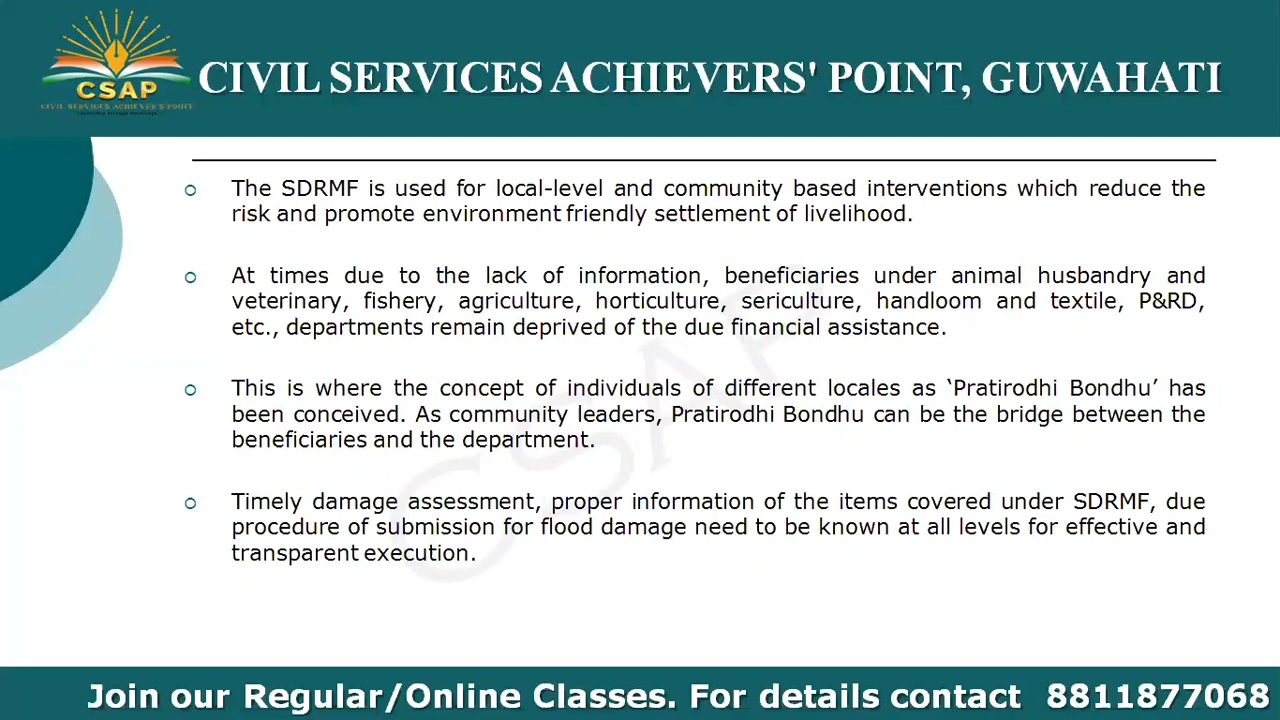 CSAP
CIVIL SERVICES ACHIEVER'S POINT
CIVIL SERVICES ACHIEVERS' POINT, GUWAHATI
The SDRMF is used for local-level and community based interventions which reduce the
risk and promote environment friendly settlement of livelihood.
At times due to the lack of information, beneficiaries under animal husbandry and
veterinary, fishery, agriculture, horticulture, sericulture, handloom and textile, P&RD,
etc., departments remain deprived of the due financial assistance.
This is where the concept of individuals of different locales as ‘Pratirodhi Bondhu’ has
been conceived. As community leaders, Pratirodhi Bondhu can be the bridge between the
beneficiaries and the department.
Timely damage assessment, proper information of the items covered under SDRMF, due
procedure of submission for flood damage need to be known at all levels for effective and
transparent execution.
CSAP
Join our Regular/Online Classes. For details contact 8811877068